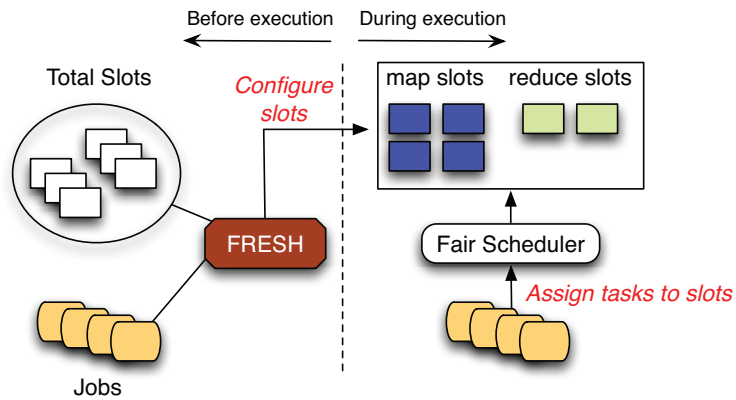 Before execution
During execution
Total Slots
Configure
slots
map slots
reduce slots
FRESH
Fair Scheduler
Assign tasks to slots
Jobs